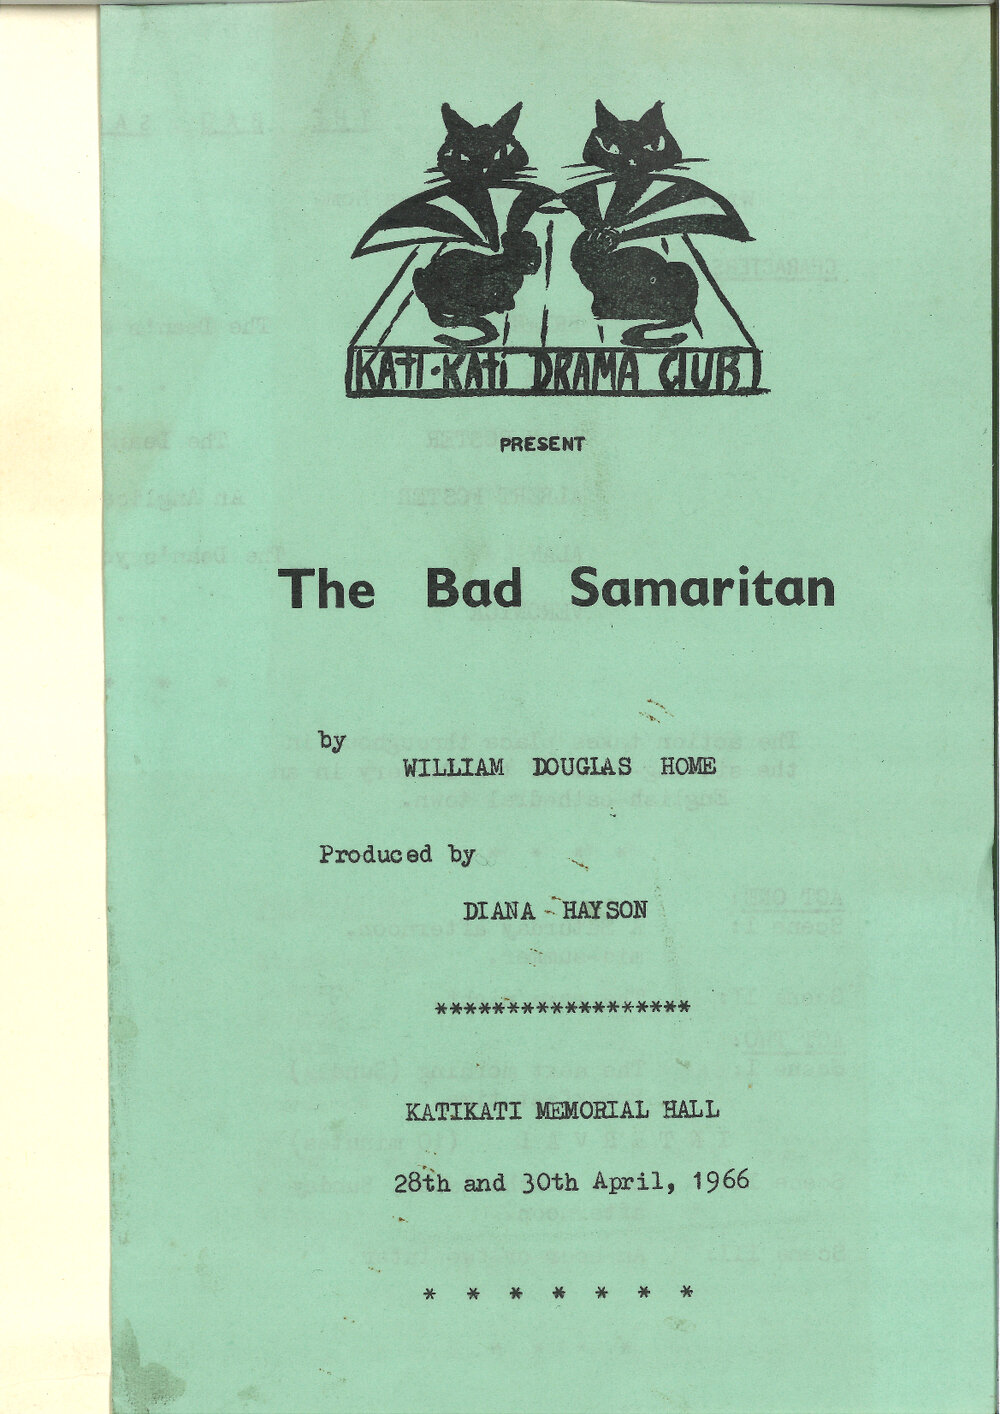 KATI-KATI DRAMA CLUB
PRESENT
The Bad Samaritan
by
WILLIAM DOUGLAS HOME
Produced by
DIANA HAYSON
******************
KATIKATI MEMORIAL HALL
28th and 30th April, 1966
* * * * * * *